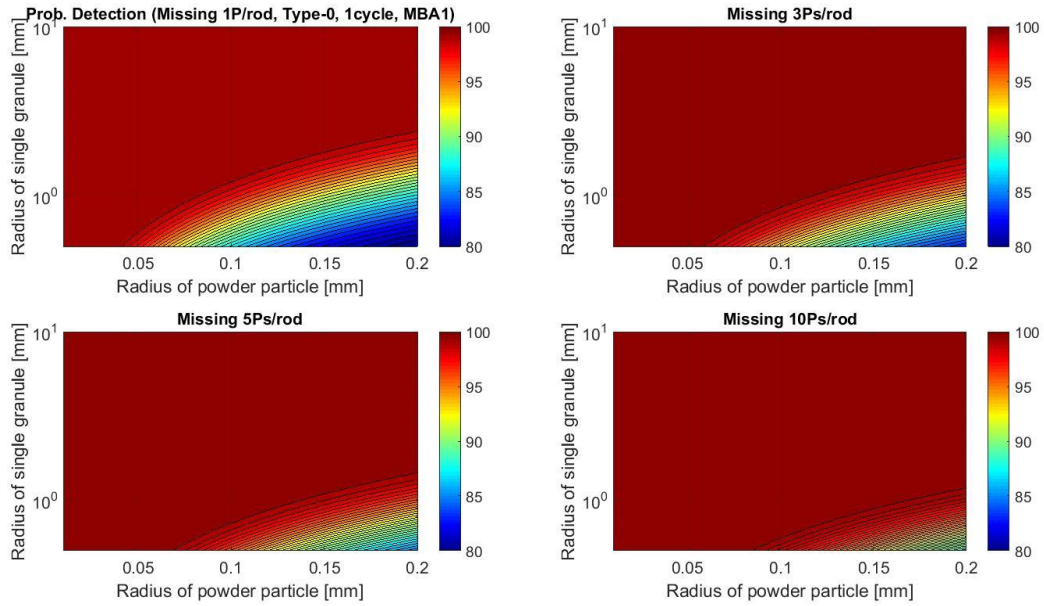 Prob. Detection (Missing 1P/rod, Type-0, 1cycle, MBA1)
Radius of single granule [mm]
10^1
10^0
0.05 0.1 0.15 0.2
Radius of powder particle [mm]
100
95
90
85
80
Missing 3Ps/rod
Radius of single granule [mm]
10^1
10^0
0.05 0.1 0.15 0.2
Radius of powder particle [mm]
100
95
90
85
80
Missing 5Ps/rod
Radius of single granule [mm]
10^1
10^0
0.05 0.1 0.15 0.2
Radius of powder particle [mm]
100
95
90
85
80
Missing 10Ps/rod
Radius of single granule [mm]
10^1
10^0
0.05 0.1 0.15 0.2
Radius of powder particle [mm]
100
95
90
85
80